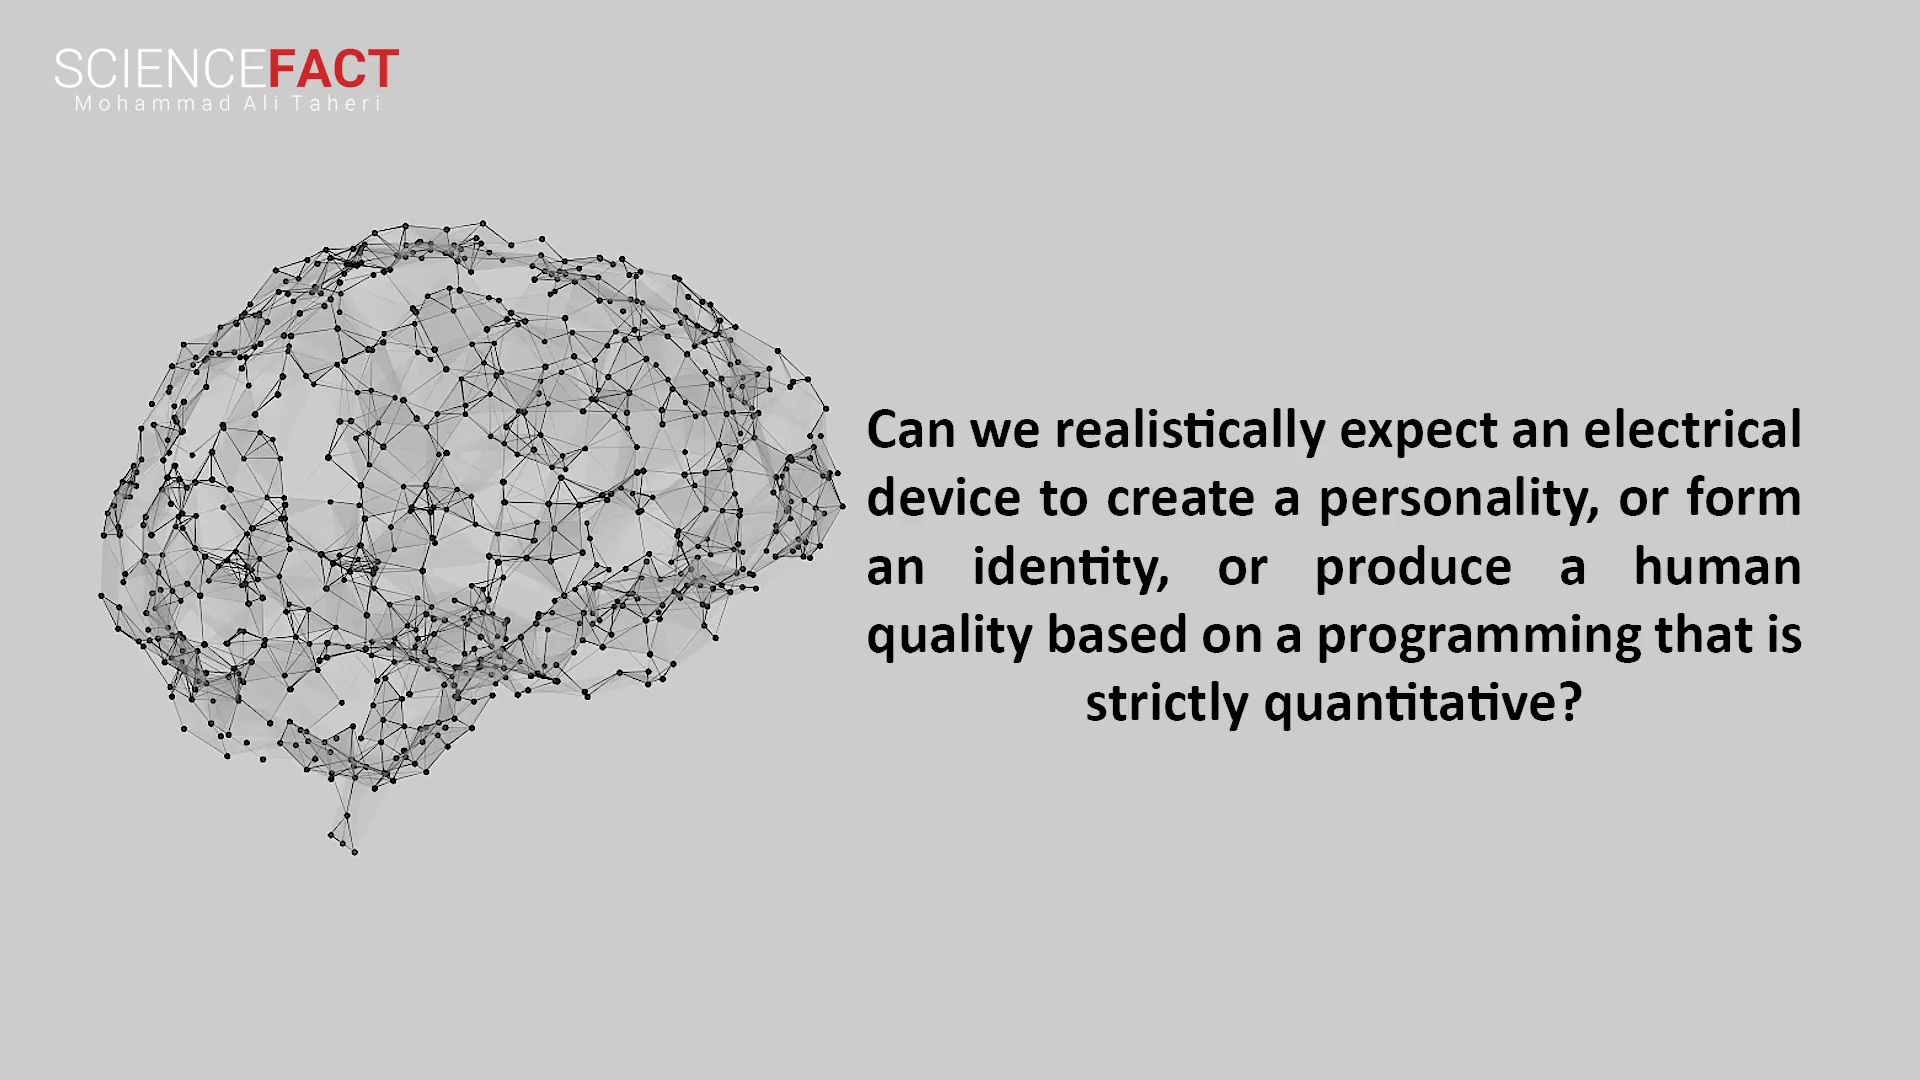 SCIENCEFACT
Mohammad Ali Taheri
Can we realistically expect an electrical
device to create a personality, or form
an identity, or produce a human
quality based on a programming that is
strictly quantitative?